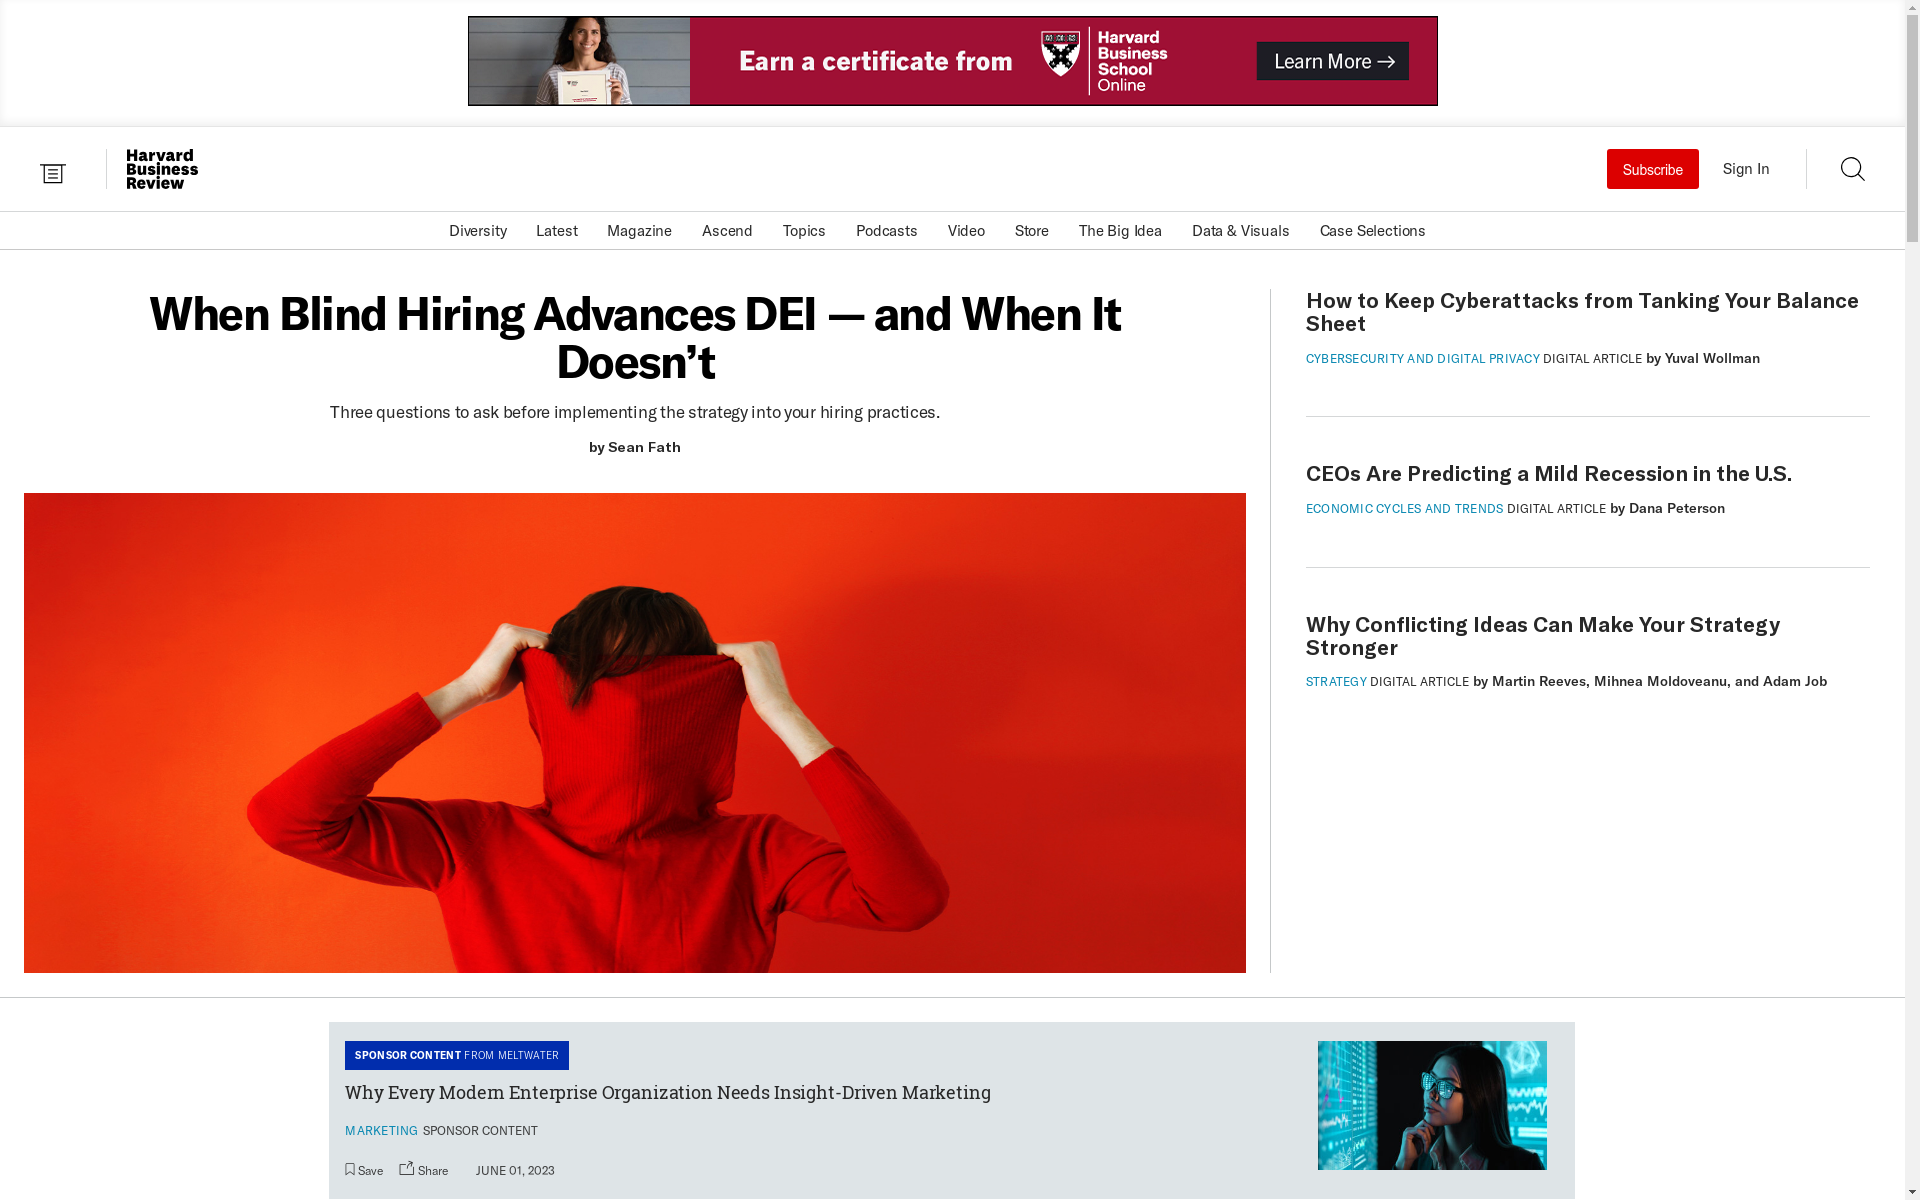 Earn a certificate from
Harvard
Business
School
Online
Learn More →
Harvard
Business
Review
Subscribe
Sign In
Diversity
Latest
Magazine
Ascend
Topics
Podcasts
Video
Store
The Big Idea
Data & Visuals
Case Selections
When Blind Hiring Advances DEI — and When It
Doesn’t
Three questions to ask before implementing the strategy into your hiring practices.
by Sean Fath
How to Keep Cyberattacks from Tanking Your Balance
Sheet
CYBERSECURITY AND DIGITAL PRIVACY DIGITAL ARTICLE by Yuval Wollman
CEOs Are Predicting a Mild Recession in the U.S.
ECONOMIC CYCLES AND TRENDS DIGITAL ARTICLE by Dana Peterson
Why Conflicting Ideas Can Make Your Strategy
Stronger
STRATEGY DIGITAL ARTICLE by Martin Reeves, Mihnea Moldoveanu, and Adam Job
SPONSOR CONTENT FROM MELTWATER
Why Every Modern Enterprise Organization Needs Insight-Driven Marketing
MARKETING SPONSOR CONTENT
Save
Share
JUNE 01, 2023